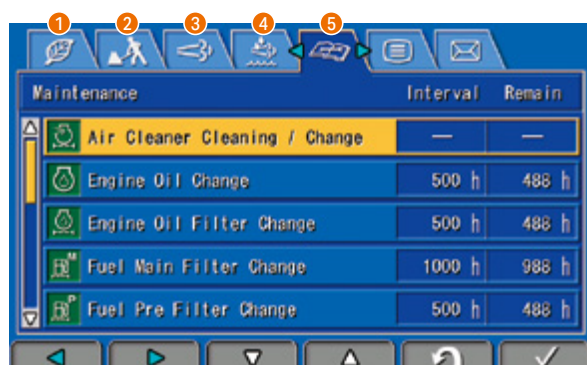 1 2 3 4 5
Maintenance Interval Remain
Air Cleaner Cleaning / Change — —
Engine Oil Change 500 h 488 h
Engine Oil Filter Change 500 h 488 h
M Fuel Main Filter Change 1000 h 988 h
P Fuel Pre Filter Change 500 h 488 h